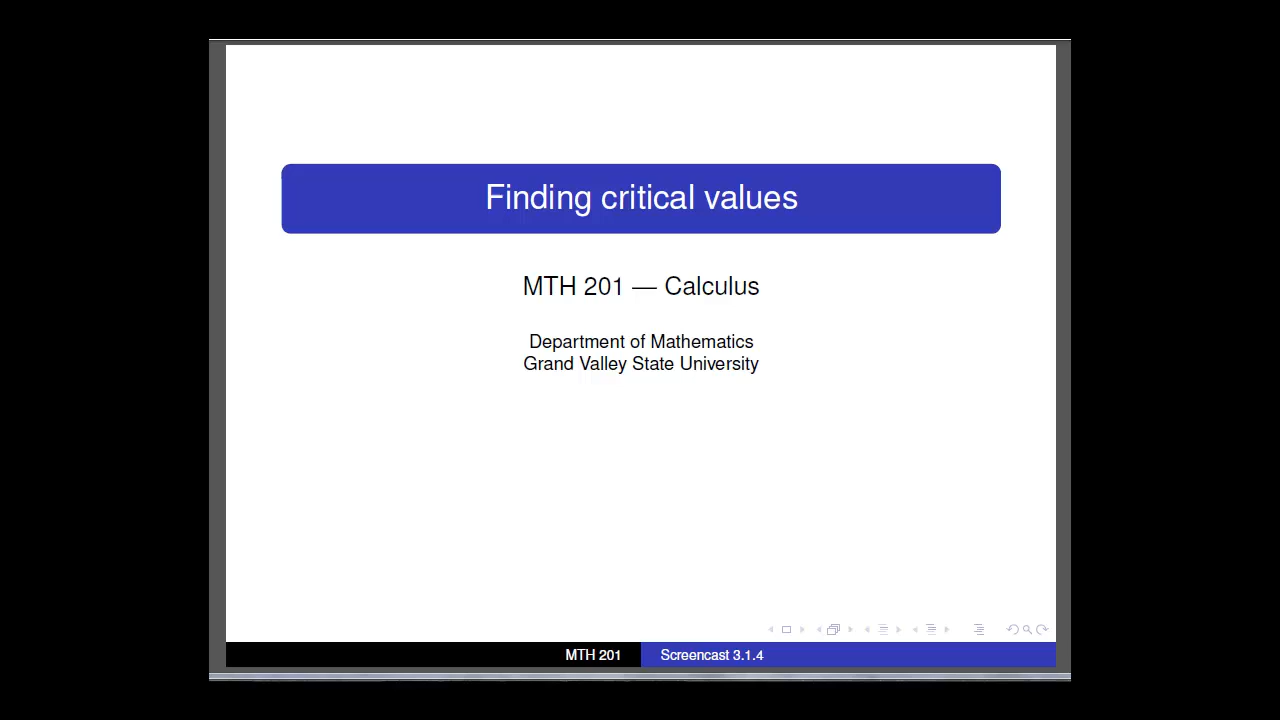 Finding critical values
MTH 201 — Calculus
Department of Mathematics
Grand Valley State University
MTH 201
Screencast 3.1.4